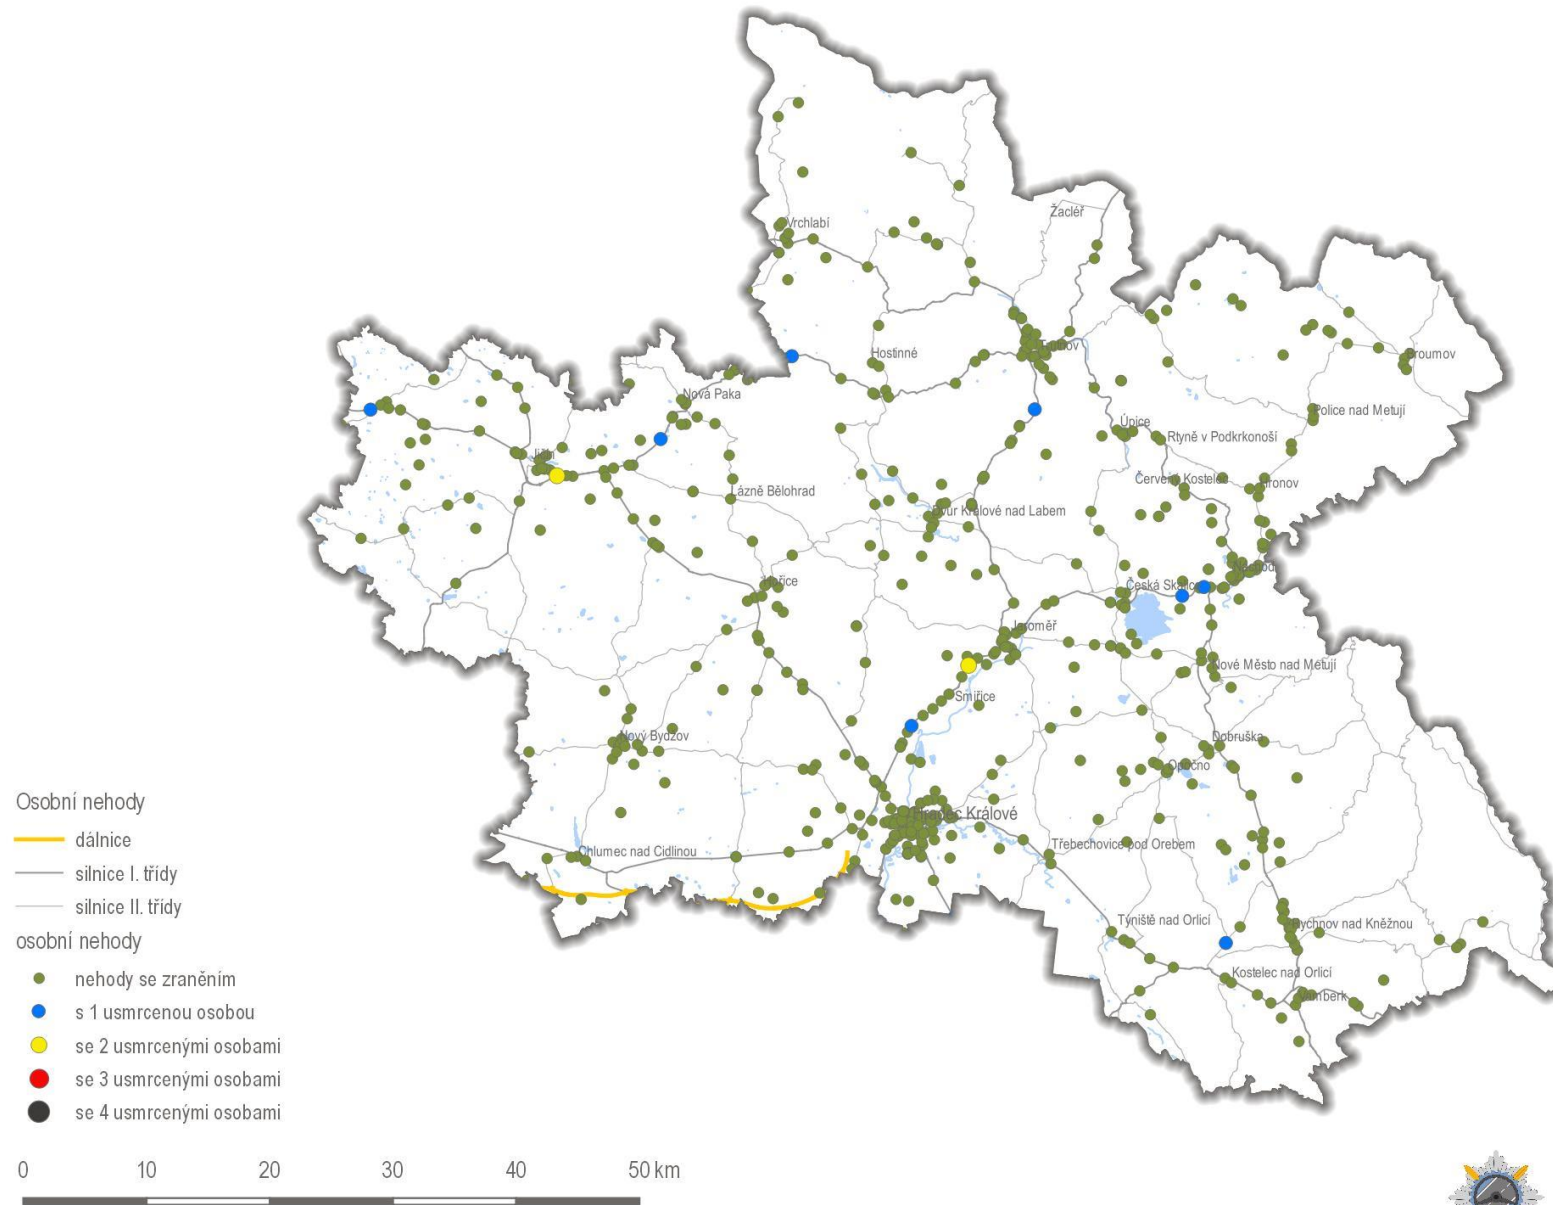 Žacléř
Vrchlabí
Trutnov
Hostinné
Broumov
Nová Paka
Police nad Metují
Úpice
Rtyně v Podkrkonoší
Jičín
Červený Kostelec
Hronov
Lázně Bělohrad
Dvůr Králové nad Labem
Náchod
Hořice
Česká Skalice
Jaroměř
Nové Město nad Metují
Smiřice
Nový Bydžov
Dobruška
Opočno
Hradec Králové
Třebechovice pod Orebem
Chlumec nad Cidlinou
Týniště nad Orlicí
Rychnov nad Kněžnou
Kostelec nad Orlicí
Vamberk
Osobní nehody
dálnice
silnice I. třídy
silnice II. třídy
osobní nehody
nehody se zraněním
s 1 usmrcenou osobou
se 2 usmrcenými osobami
se 3 usmrcenými osobami
se 4 usmrcenými osobami
0 10 20 30 40 50 km